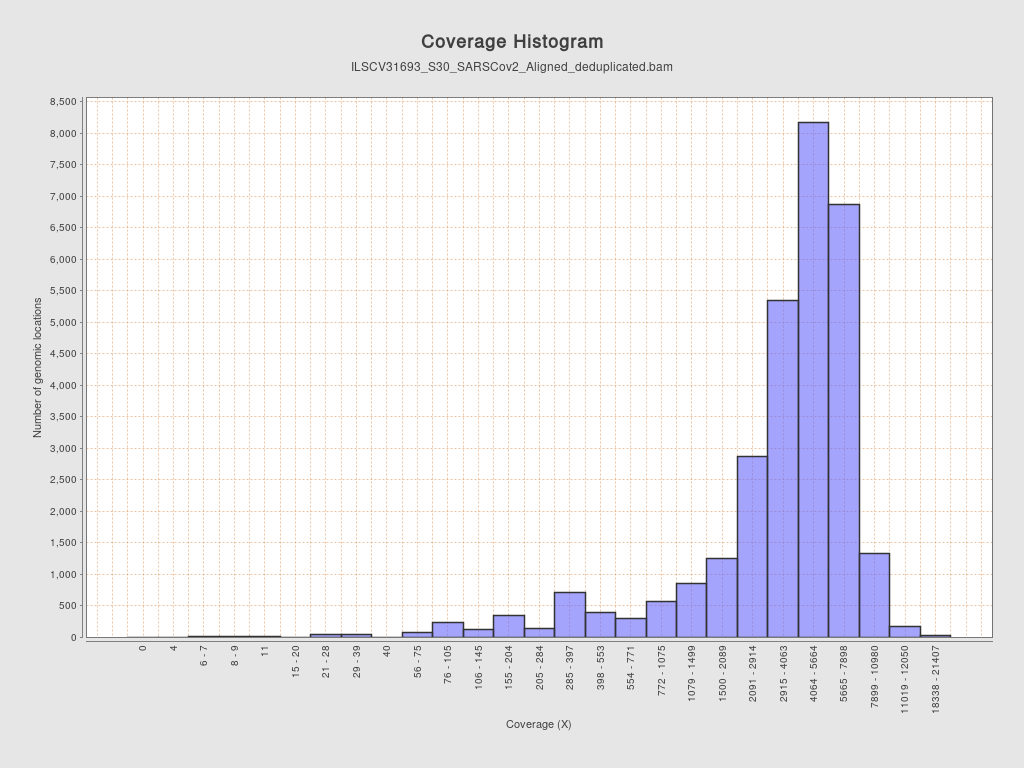 Coverage Histogram
ILSCV31693_S30_SARSCov2_Aligned_deduplicated.bam
8,500
8,000
7,500
7,000
6,500
6,000
5,500
5,000
4,500
4,000
3,500
3,000
2,500
2,000
1,500
1,000
500
0
Number of genomic locations
0
4
6 - 7
8 - 9
11
15 - 20
21 - 28
29 - 39
40
56 - 75
76 - 105
106 - 145
155 - 204
205 - 284
285 - 397
398 - 553
554 - 771
772 - 1075
1079 - 1499
1500 - 2089
2091 - 2914
2915 - 4063
4064 - 5664
5665 - 7898
7899 - 10980
11019 - 12050
18338 - 21407
Coverage (X)